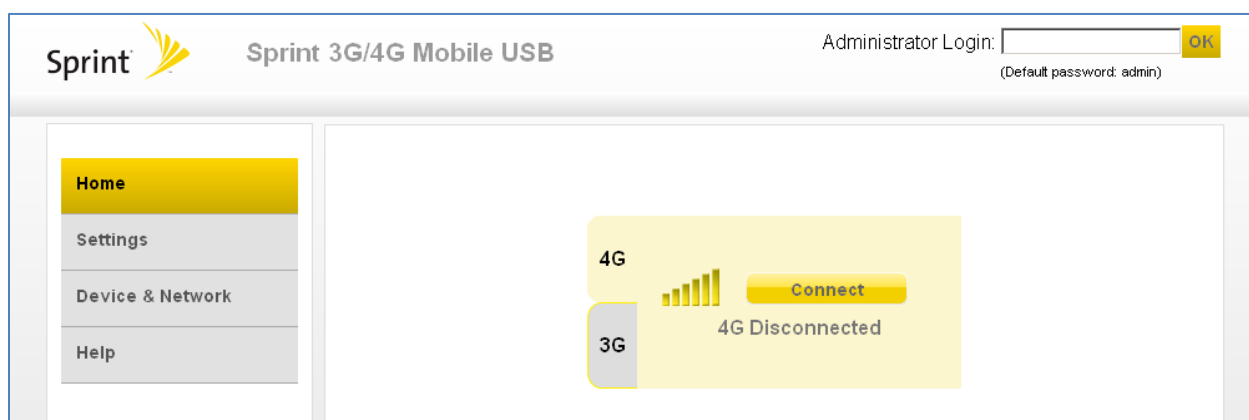 Sprint
Sprint 3G/4G Mobile USB
Administrator Login:
OK
(Default password: admin)
Home
Settings
Device & Network
Help
4G
Connect
4G Disconnected
3G